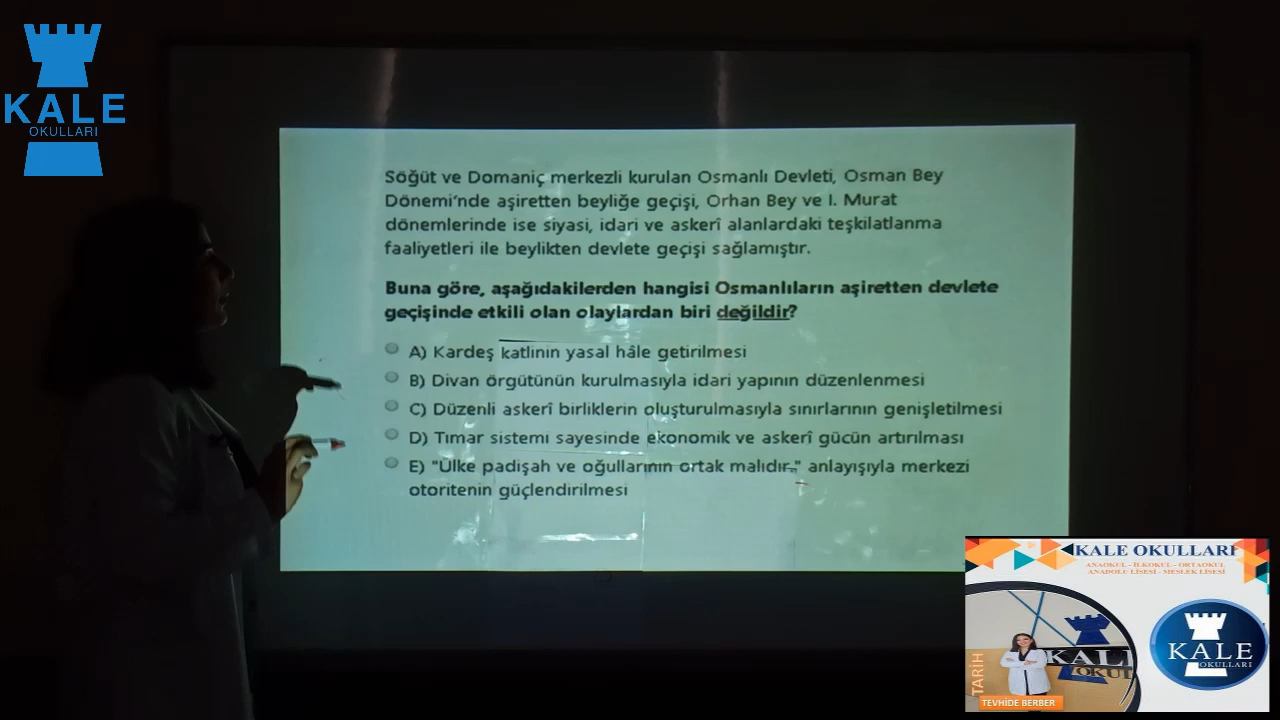 KALE
OKULLARI
Söğüt ve Domaniç merkezli kurulan Osmanlı Devleti, Osman Bey
Dönemi'nde aşiretten beyliğe geçişi, Orhan Bey ve I. Murat
dönemlerinde ise siyasi, idari ve askerî alanlardaki teşkilatlanma
faaliyetleri ile beylikten devlete geçişi sağlamıştır.
Buna göre, aşağıdakilerden hangisi Osmanlıların aşiretten devlete
geçişinde etkili olan olaylardan biri değildir?
A) Kardeş katlinin yasal hâle getirilmesi
B) Divan örgütünün kurulmasıyla idari yapının düzenlenmesi
C) Düzenli askerî birliklerin oluşturulmasıyla sınırlarının genişletilmesi
D) Tımar sistemi sayesinde ekonomik ve askerî gücün artırılması
E) "Ülke padişah ve oğullarının ortak malıdır." anlayışıyla merkezi
otoritenin güçlendirilmesi
KALE OKULLARI
ANAOKUL - İLKOKUL - ORTAOKUL
ANADOLU LİSESİ - MESLEK LİSESİ
TARİH
KALE
OKUL
KALE
OKULLARI
TEVHİDE BERBER